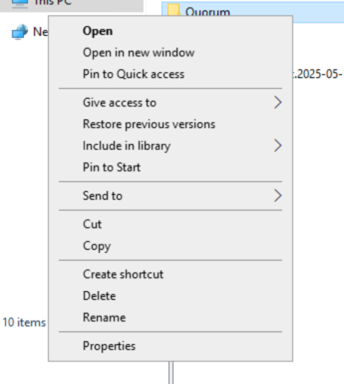 This PC
Quorum
Ne
Open
Open in new window
.2025-05-
Pin to Quick access
Give access to
Restore previous versions
Include in library
Pin to Start
Send to
Cut
Copy
Create shortcut
Delete
10 items
Rename
Properties